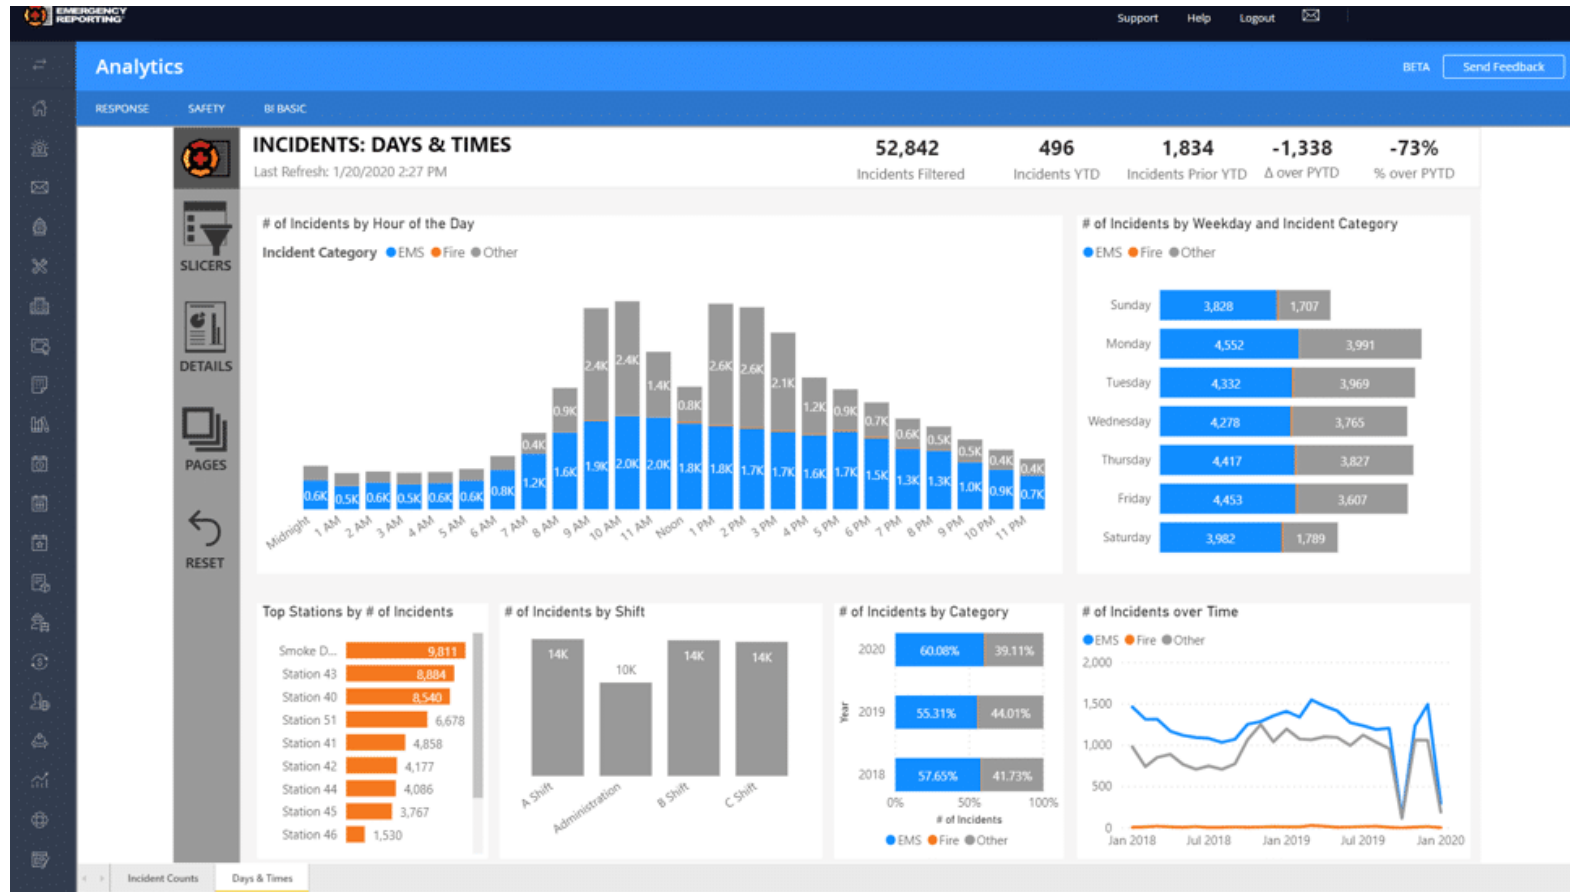 EMERGENCY
REPORTING
Support Help Logout
Analytics
BETA Send Feedback
RESPONSE SAFETY BI BASIC
INCIDENTS: DAYS & TIMES
Last Refresh: 1/20/2020 2:27 PM
52,842 496 1,834 -1,338 -73%
Incidents Filtered Incidents YTD Incidents Prior YTD Δ over PYTD % over PYTD
SLICERS
DETAILS
PAGES
RESET
# of Incidents by Hour of the Day
Incident Category EMS Fire Other
2.4K 2.4K 1.4K 0.8K 2.6K 2.6K 2.1K 1.2K 0.9K 0.7K 0.6K 0.5K 0.5K 0.4K 0.4K
0.4K 0.9K
0.6K 0.5K 0.6K 0.5K 0.6K 0.6K 0.8K 1.2K 1.6K 1.9K 2.0K 2.0K 1.8K 1.8K 1.7K 1.7K 1.6K 1.7K 1.5K 1.3K 1.3K 1.0K 0.9K 0.7K
Midnight 1 AM 2 AM 3 AM 4 AM 5 AM 6 AM 7 AM 8 AM 9 AM 10 AM 11 AM Noon 1 PM 2 PM 3 PM 4 PM 5 PM 6 PM 7 PM 8 PM 9 PM 10 PM 11 PM
# of Incidents by Weekday and Incident Category
EMS Fire Other
Sunday 3,828 1,707
Monday 4,552 3,991
Tuesday 4,332 3,969
Wednesday 4,278 3,765
Thursday 4,417 3,827
Friday 4,453 3,607
Saturday 3,982 1,789
Top Stations by # of Incidents
Smoke D... 9,811
Station 43 8,884
Station 40 8,540
Station 51 6,678
Station 41 4,858
Station 42 4,177
Station 44 4,086
Station 45 3,767
Station 46 1,530
# of Incidents by Shift
14K 10K 14K 14K
A Shift Administration B Shift C Shift
# of Incidents by Category
Year
2020 60.08% 39.11%
2019 55.31% 44.01%
2018 57.65% 41.73%
0% 50% 100%
# of Incidents
EMS Fire Other
# of Incidents over Time
EMS Fire Other
2,000
1,500
1,000
500
0
Jan 2018 Jul 2018 Jan 2019 Jul 2019 Jan 2020
Incident Counts Days & Times